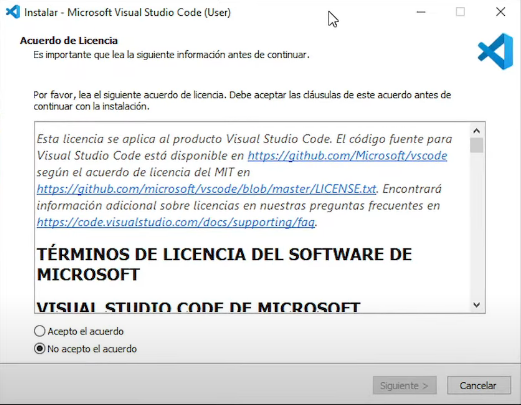 Instalar - Microsoft Visual Studio Code (User)
Acuerdo de Licencia
Es importante que lea la siguiente información antes de continuar.
Por favor, lea el siguiente acuerdo de licencia. Debe aceptar las cláusulas de este acuerdo antes de
continuar con la instalación.
Esta licencia se aplica al producto Visual Studio Code. El código fuente para
Visual Studio Code está disponible en https://github.com/Microsoft/vscode
según el acuerdo de licencia del MIT en
https://github.com/microsoft/vscode/blob/master/LICENSE.txt. Encontrará
información adicional sobre licencias en nuestras preguntas frecuentes en
https://code.visualstudio.com/docs/supporting/faq.
TÉRMINOS DE LICENCIA DEL SOFTWARE DE
MICROSOFT
VISUAL STUDIO CODE DE MICROSOFT
Acepto el acuerdo
No acepto el acuerdo
Siguiente >
Cancelar